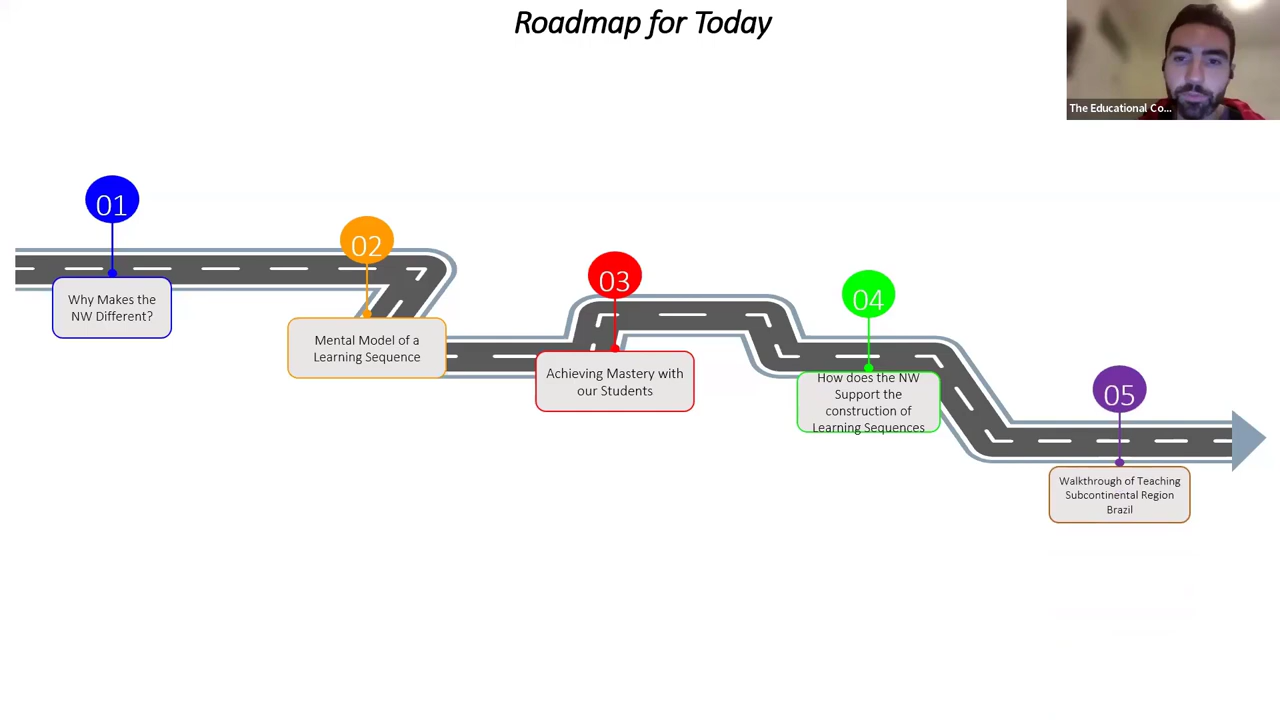 Roadmap for Today
The Educational Co...
01
Why Makes the
NW Different?
02
Mental Model of a
Learning Sequence
03
Achieving Mastery with
our Students
04
How does the NW
Support the
construction of
Learning Sequences
05
Walkthrough of Teaching
Subcontinental Region
Brazil